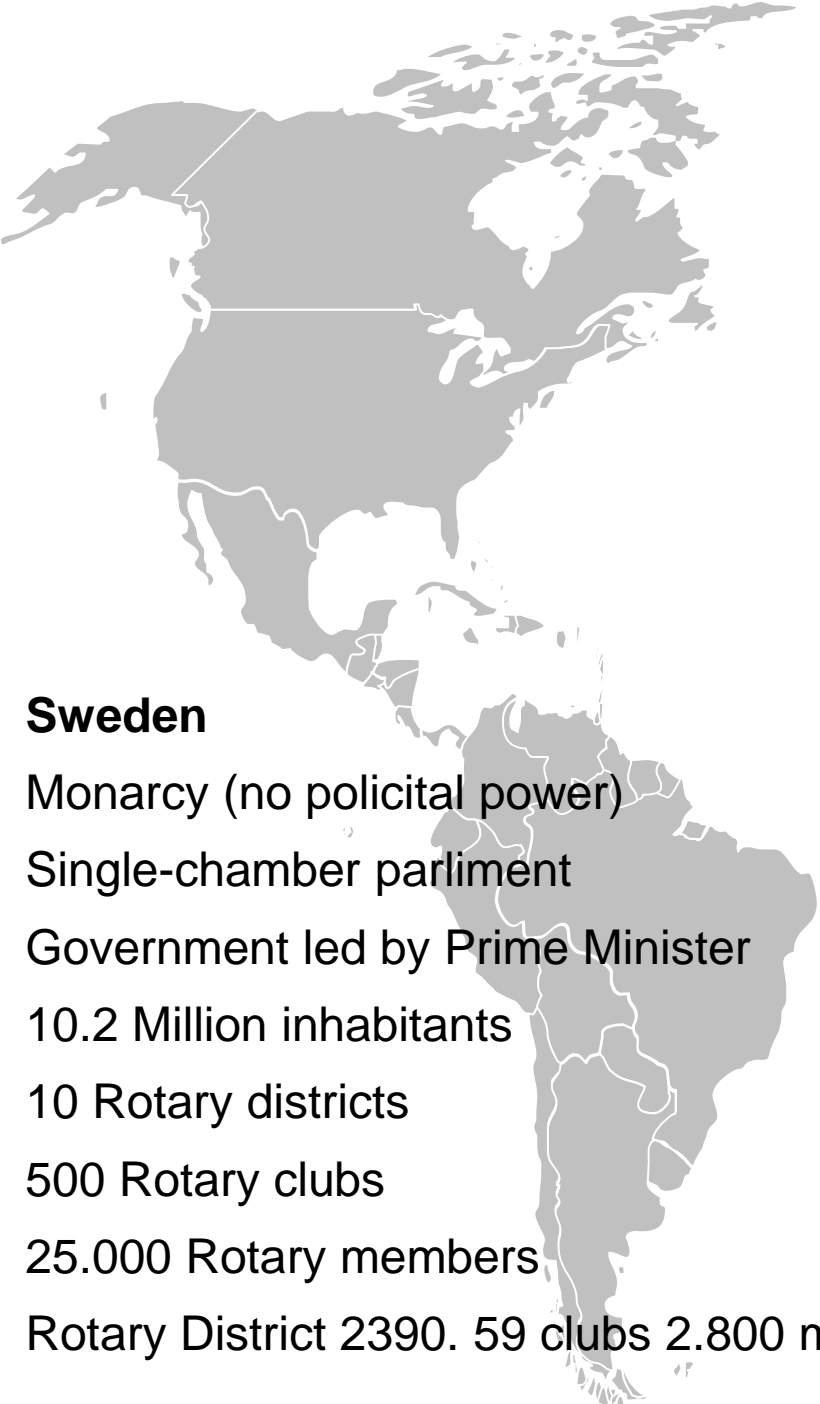 Sweden
Monarcy (no policital power)
Single-chamber parliment
Government led by Prime Minister
10.2 Million inhabitants
10 Rotary districts
500 Rotary clubs
25.000 Rotary members
Rotary District 2390. 59 clubs 2.800